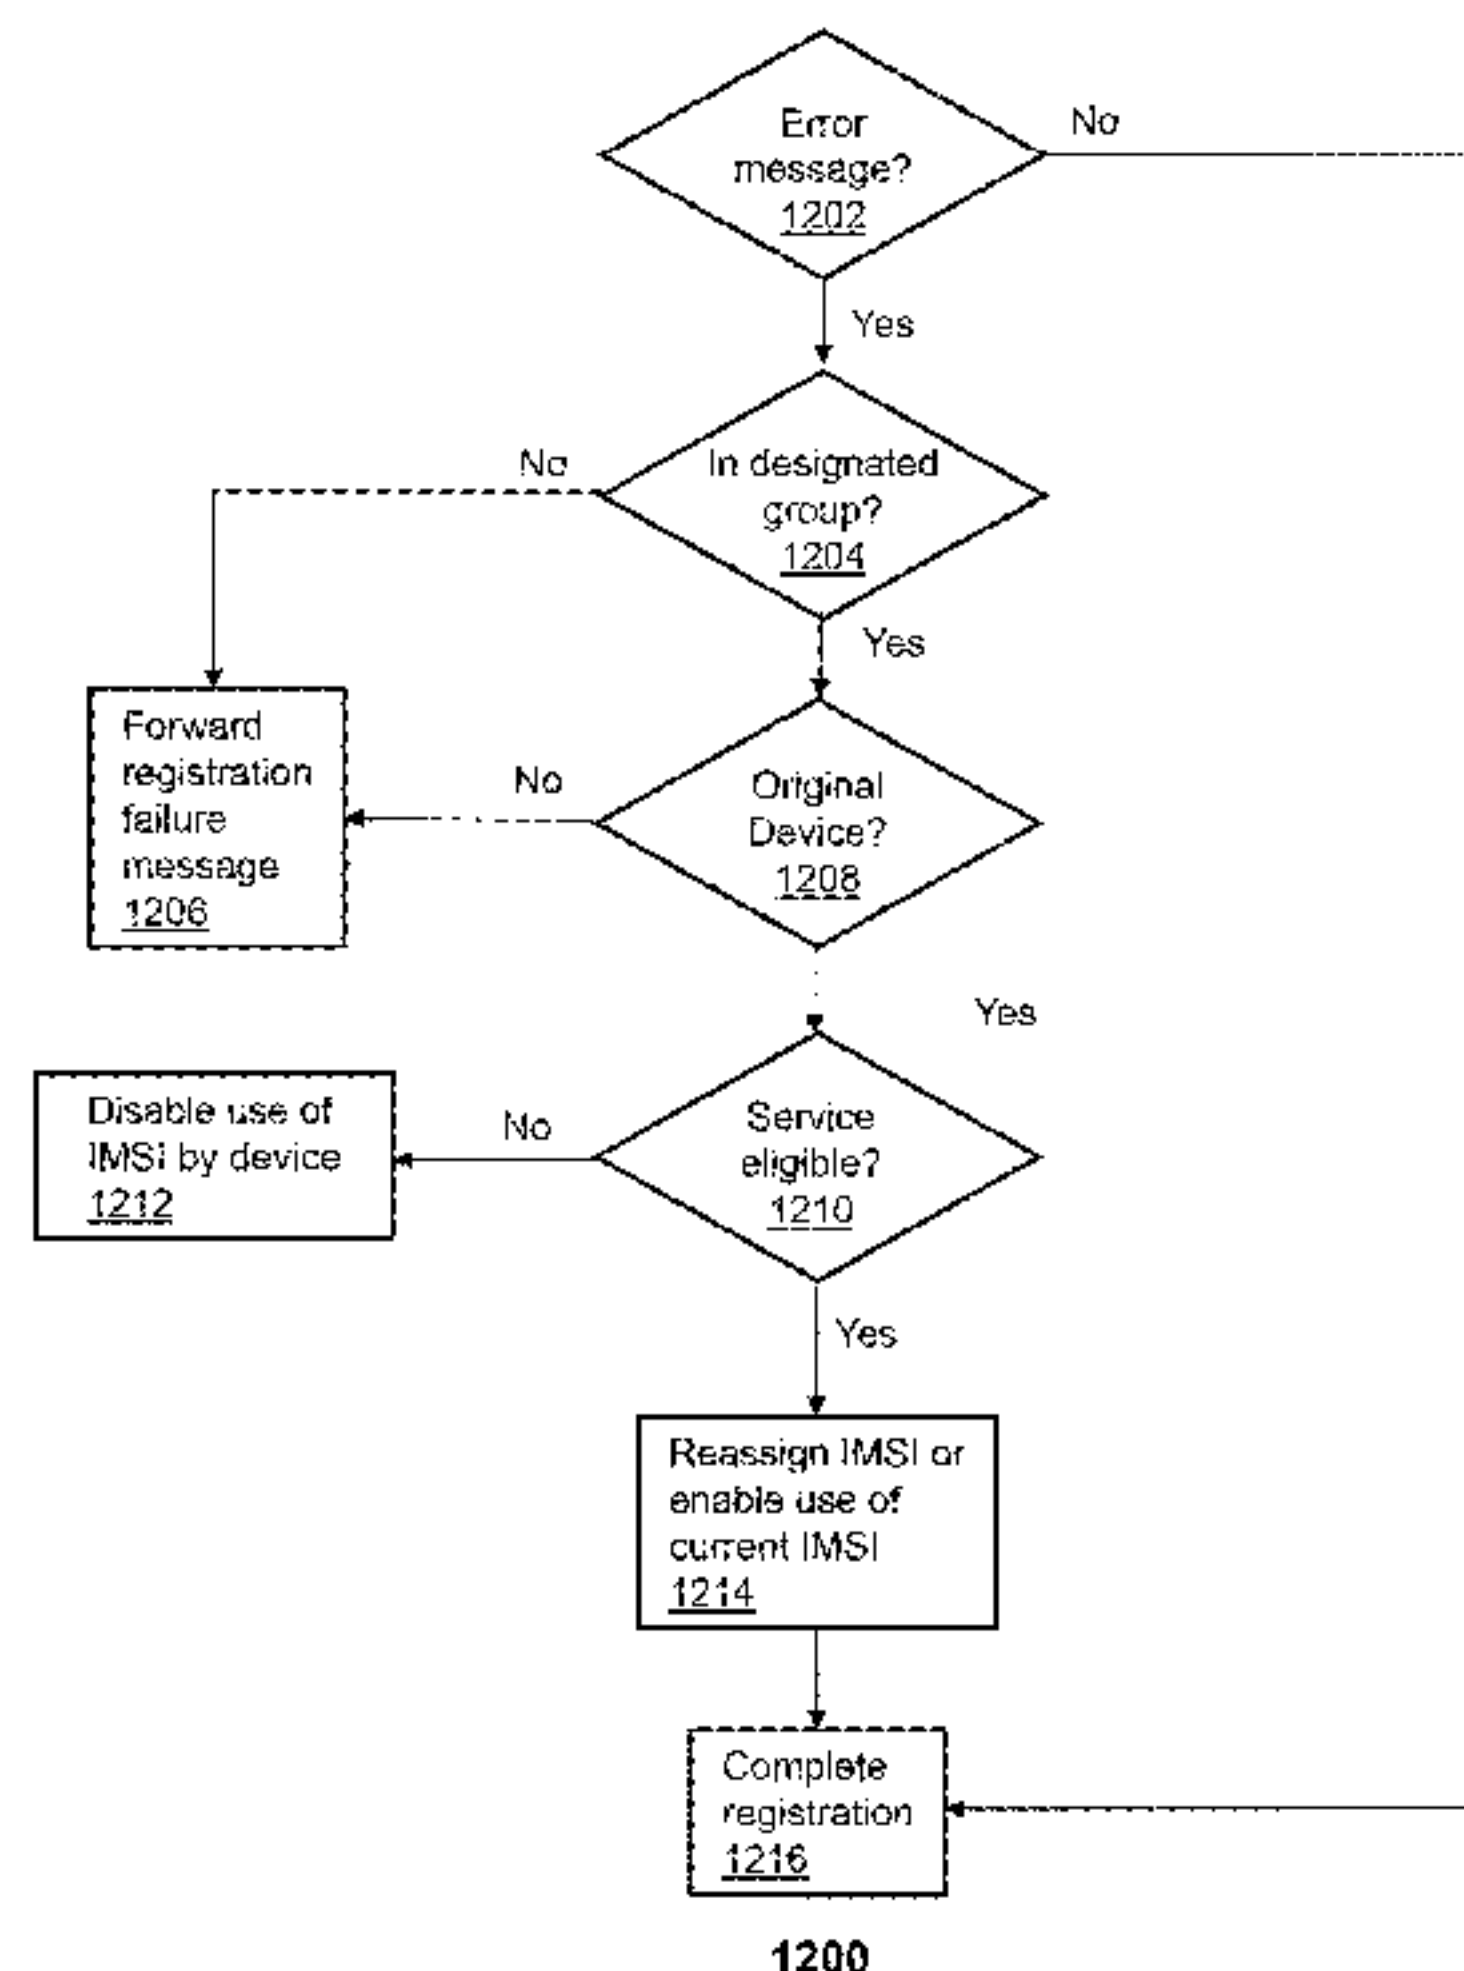 Error
message?
1202
No
Yes
In designated
group?
1204
No
Yes
Forward
registration
failure
message
1206
No
Original
Device?
1208
Yes
Disable use of
IMSI by device
1212
No
Service
eligible?
1210
Yes
Reassign IMSI or
enable use of
current IMSI
1214
Complete
registration
1216
1200